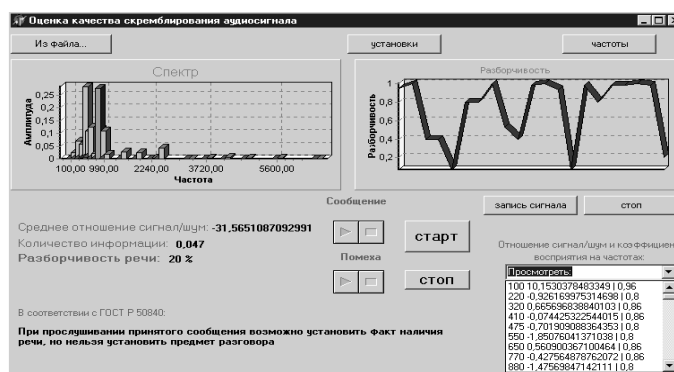 Оценка качества скремблирования аудиосигнала
Из файла...
установки
частоты
Спектр
Амплитуда
0,25
0,2
0,15
0,1
0,05
0
100,00 990,00 2240,00 3720,00 5600,00
Частота
Разборчивость
Разборчивость
1
0,8
0,6
0,4
0,2
Среднее отношение сигнал/шум: -31,5651087092991
Количество информации: 0,047
Разборчивость речи: 20 %
Сообщение
старт
Помеха
стоп
запись сигнала
стоп
Отношение сигнал/шум и коэффициен
восприятия на частотах:
Просмотреть:
100 10,1530378483349 | 0,96
220 -0,926169975314698 | 0,8
320 0,665696838840103 | 0,86
410 -0,074425322544015 | 0,86
475 -0,701909088364353 | 0,8
550 -1,85076041371038 | 0,8
650 0,560900367100464 | 0,86
770 -0,427564878762072 | 0,86
880 -1,47569847142111 | 0,8
В соответствии с ГОСТ Р 50840:
При прослушивании принятого сообщения возможно установить факт наличия
речи, но нельзя установить предмет разговора